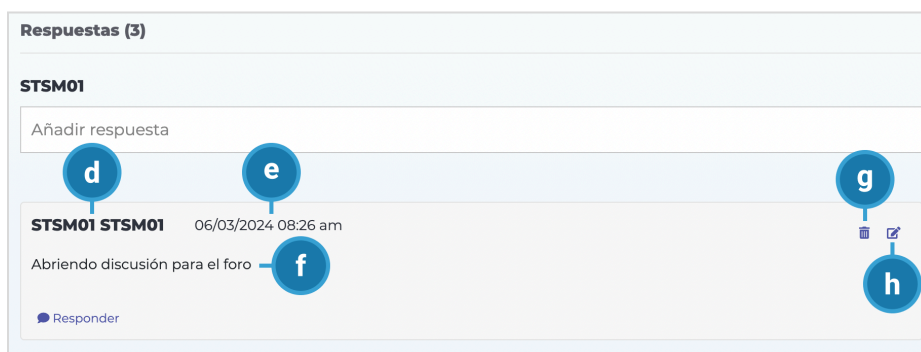 Respuestas (3)
STSM01
Añadir respuesta
d
e
g
STSM01 STSM01 06/03/2024 08:26 am
Abriendo discusión para el foro
f
h
Responder